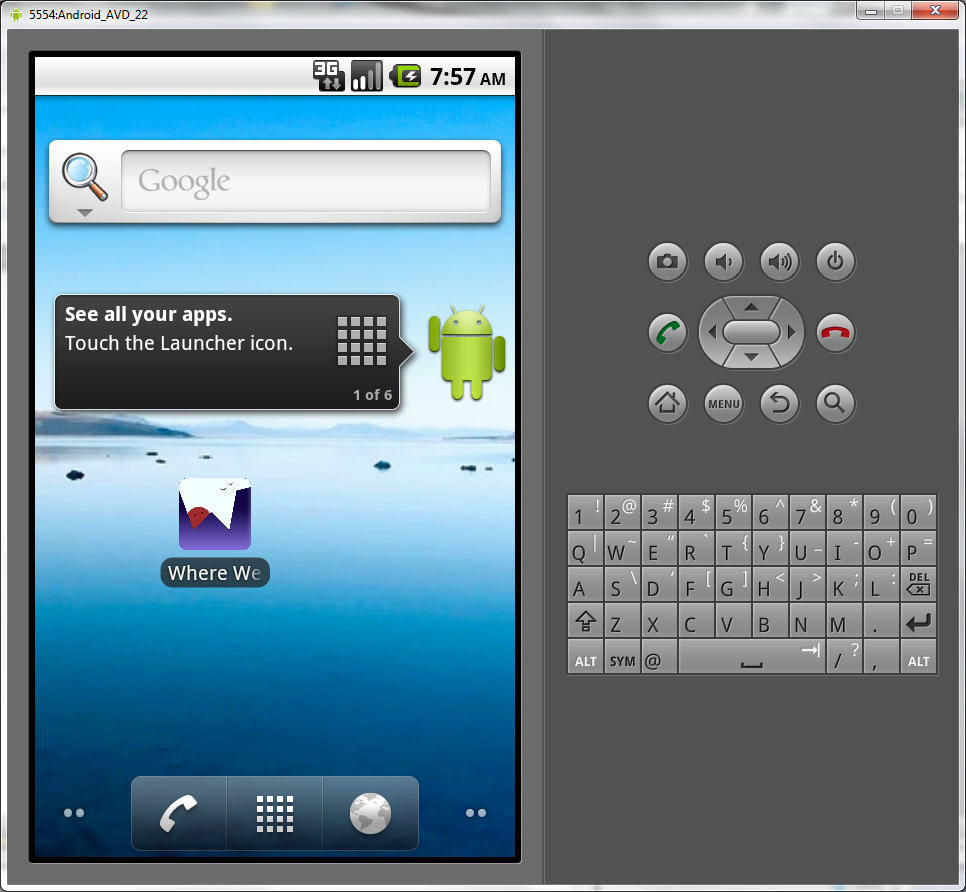 5554:Android_AVD_22
3G
7:57 AM
Google
See all your apps.
Touch the Launcher icon.
1 of 6
Where We
MENU
1 ! 2 @ 3 # 4 $ 5 % 6 ^ 7 & 8 * 9 ( 0 )
Q | W ~ E " R ` T { Y } U _ I - O + P =
A S \ D ' F [ G ] H < J > K ; L : DEL
Z X C V B N M .
ALT SYM @ / ? , ALT